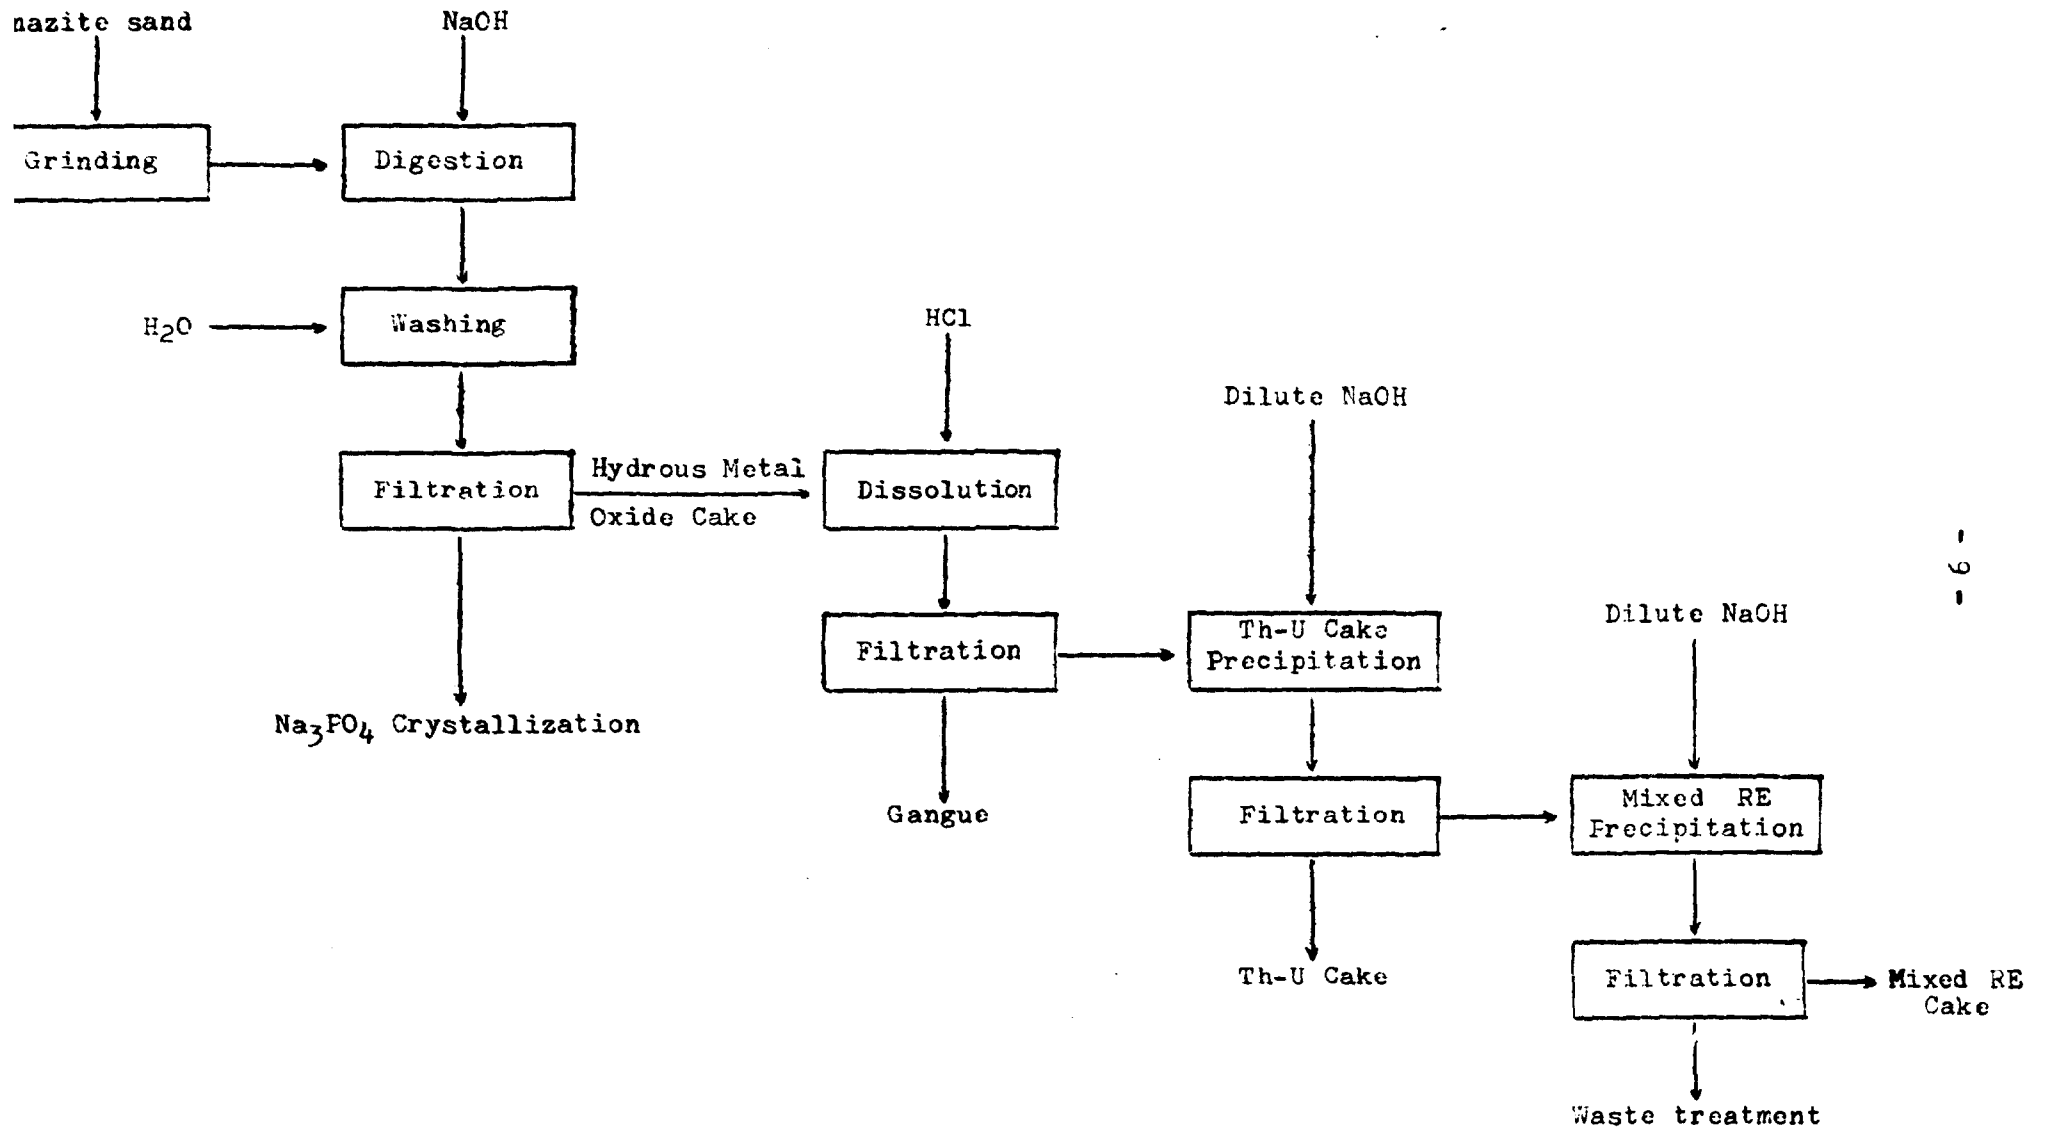 nazite sand
NaOH
Grinding
Digestion
H2O
Washing
HCl
Dilute NaOH
Filtration
Hydrous Metal
Oxide Cake
Dissolution
- 9 -
Filtration
Th-U Cake
Precipitation
Dilute NaOH
Na3PO4 Crystallization
Gangue
Filtration
Mixed RE
Precipitation
Th-U Cake
Filtration
Mixed RE
Cake
Waste treatment